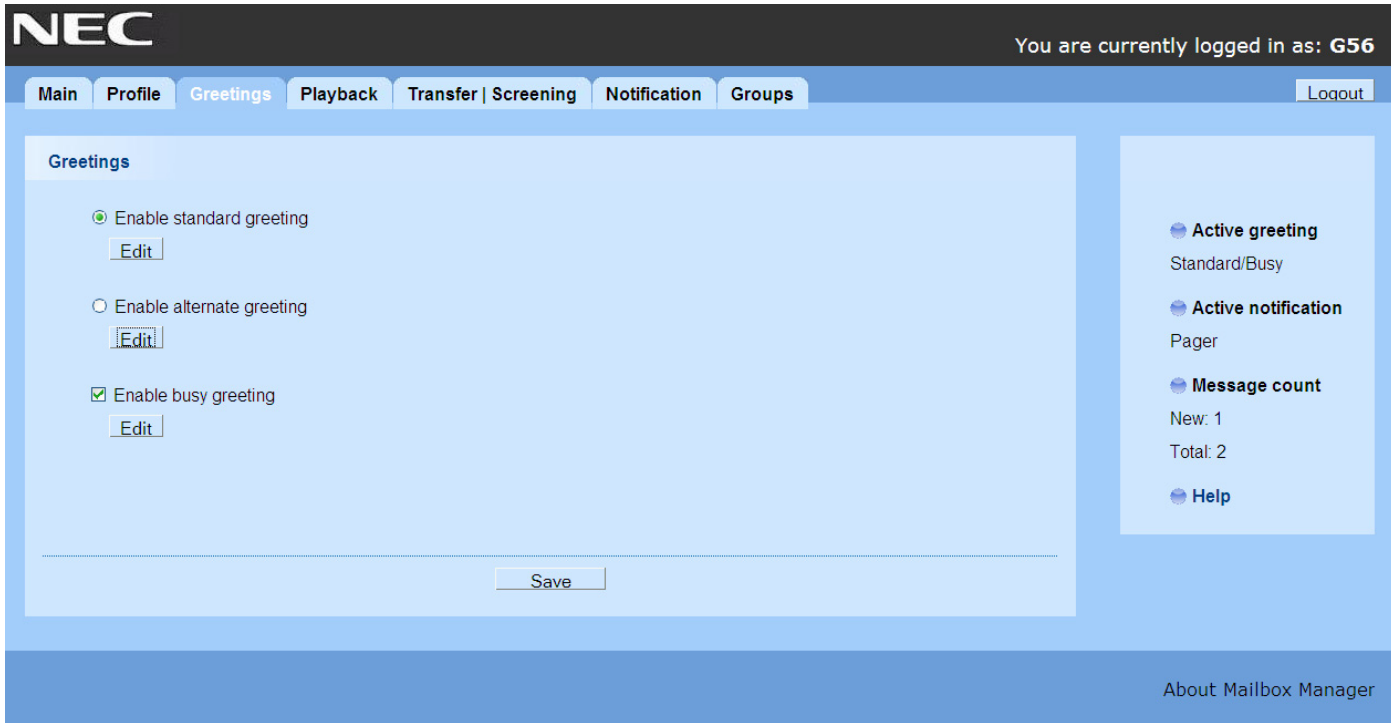 NEC
You are currently logged in as: G56
Main Profile Greetings Playback Transfer | Screening Notification Groups Logout
Greetings
Enable standard greeting
Edit
Enable alternate greeting
Edit
Enable busy greeting
Edit
Save
Active greeting
Standard/Busy
Active notification
Pager
Message count
New: 1
Total: 2
Help
About Mailbox Manager